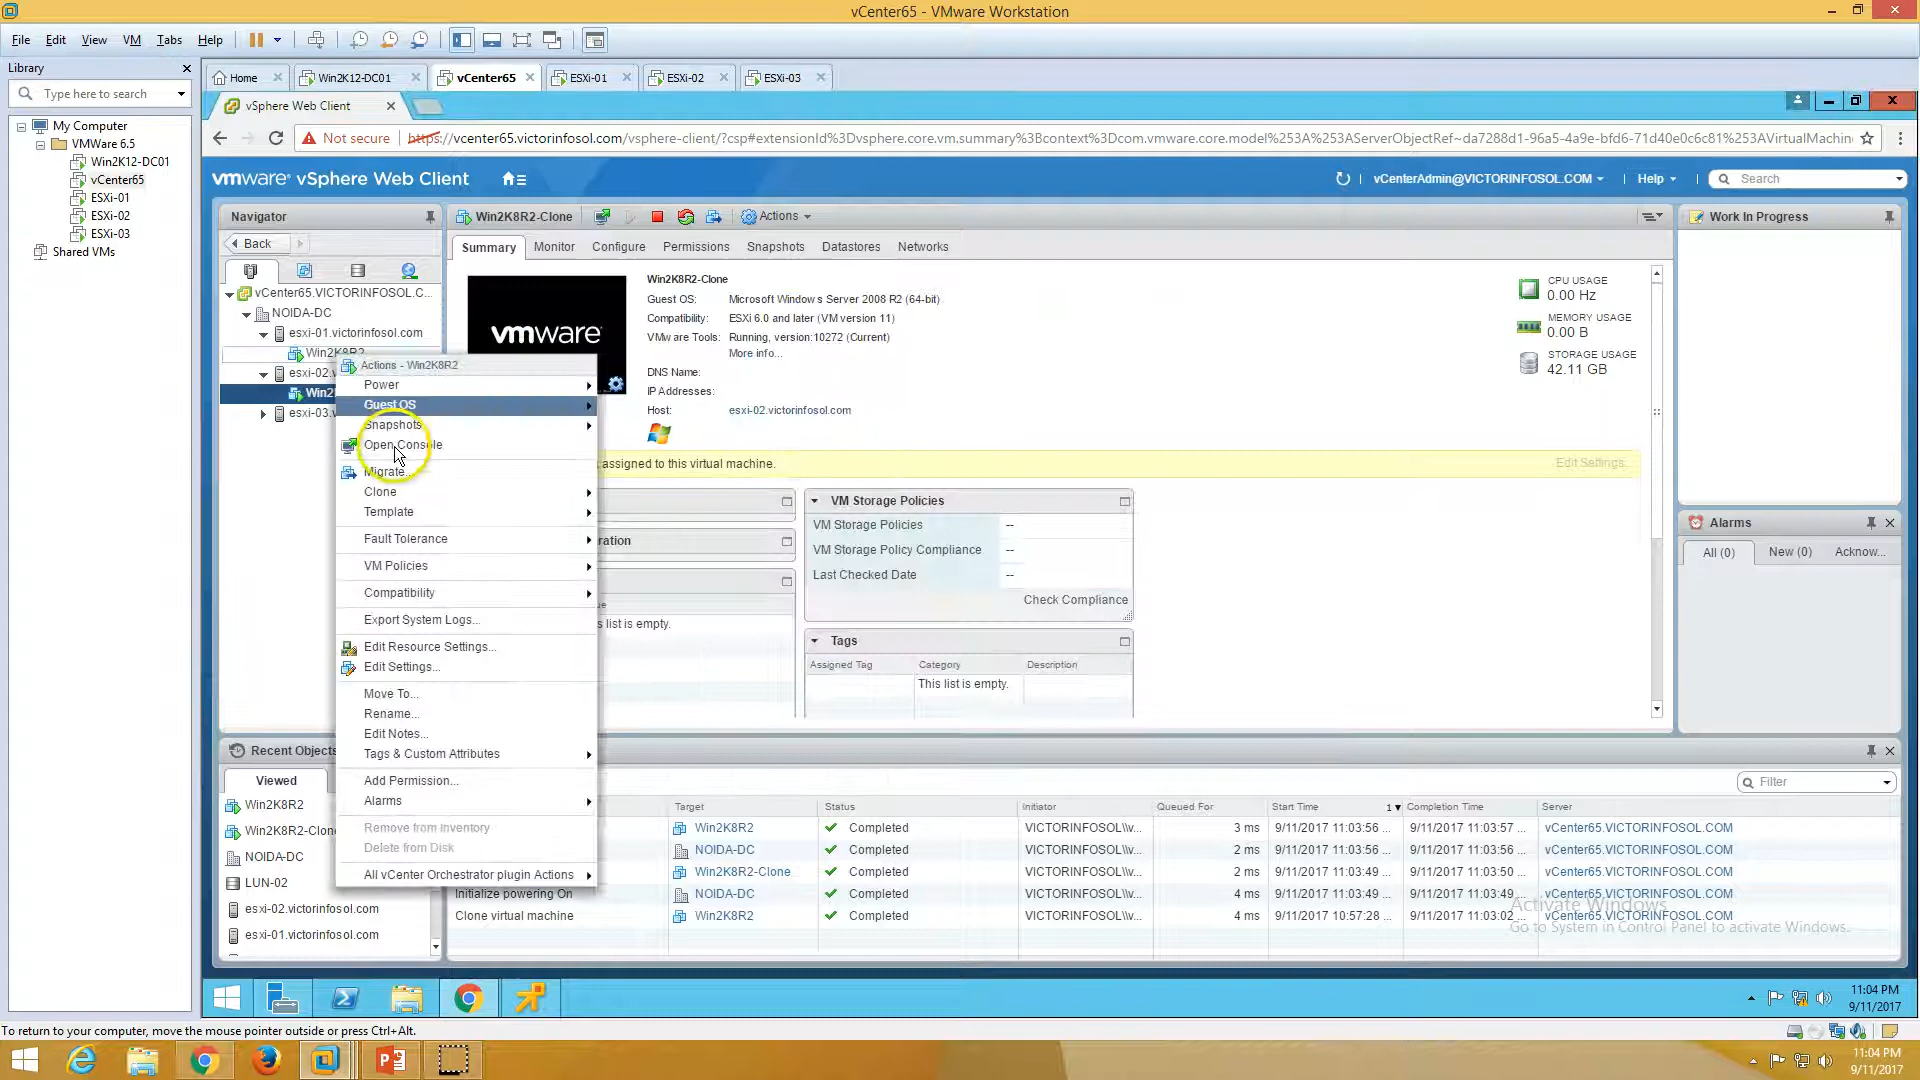 vCenter65 - VMware Workstation
File Edit View VM Tabs Help
Library
Type here to search
My Computer
VMWare 6.5
Win2K12-DC01
vCenter65
ESXi-01
ESXi-02
ESXi-03
Shared VMs
Home Win2K12-DC01 vCenter65 ESXi-01 ESXi-02 ESXi-03
vSphere Web Client
Not secure https://vcenter65.victorinfosol.com/vsphere-client/?csp#extensionId%3Dvsphere.core.vm.summary%3Bcontext%3Dcom.vmware.core.model%253A%253AServerObjectRef~da7288d1-96a5-4a9e-bfd6-71d40e0c6c81%253AVirtualMachin
vmware® vSphere Web Client
vCenterAdmin@VICTORINFOSOL.COM Help Search
Navigator
Back
vCenter65.VICTORINFOSOL.C...
NOIDA-DC
esxi-01.victorinfosol.com
Win2K8R2
esxi-02.v
Win2
esxi-03.v
Win2K8R2-Clone Actions
Summary Monitor Configure Permissions Snapshots Datastores Networks
vmware®
Win2K8R2-Clone
Guest OS: Microsoft Windows Server 2008 R2 (64-bit)
Compatibility: ESXi 6.0 and later (VM version 11)
VMware Tools: Running, version:10272 (Current)
More info...
DNS Name:
IP Addresses:
Host: esxi-02.victorinfosol.com
CPU USAGE
0.00 Hz
MEMORY USAGE
0.00 B
STORAGE USAGE
42.11 GB
assigned to this virtual machine. Edit Settings...
ration
ue
s list is empty.
VM Storage Policies
VM Storage Policies --
VM Storage Policy Compliance --
Last Checked Date --
Check Compliance
Tags
Assigned Tag Category Description
This list is empty.
Actions - Win2K8R2
Power
Guest OS
Snapshots
Open Console
Migrate...
Clone
Template
Fault Tolerance
VM Policies
Compatibility
Export System Logs...
Edit Resource Settings...
Edit Settings...
Move To...
Rename...
Edit Notes...
Tags & Custom Attributes
Add Permission...
Alarms
Remove from Inventory
Delete from Disk
All vCenter Orchestrator plugin Actions
Work In Progress
Alarms
All (0) New (0) Acknow...
Recent Objects
Viewed
Win2K8R2
Win2K8R2-Clone
NOIDA-DC
LUN-02
esxi-02.victorinfosol.com
esxi-01.victorinfosol.com
Filter
Target Status Initiator Queued For Start Time 1 Completion Time Server
Win2K8R2 Completed VICTORINFOSOL\\v... 3 ms 9/11/2017 11:03:56 ... 9/11/2017 11:03:57 ... vCenter65.VICTORINFOSOL.COM
NOIDA-DC Completed VICTORINFOSOL\\v... 2 ms 9/11/2017 11:03:56 ... 9/11/2017 11:03:56 ... vCenter65.VICTORINFOSOL.COM
Win2K8R2-Clone Completed VICTORINFOSOL\\v... 2 ms 9/11/2017 11:03:49 ... 9/11/2017 11:03:50 ... vCenter65.VICTORINFOSOL.COM
Initialize powering On NOIDA-DC Completed VICTORINFOSOL\\v... 4 ms 9/11/2017 11:03:49 ... 9/11/2017 11:03:49 ... vCenter65.VICTORINFOSOL.COM
Clone virtual machine Win2K8R2 Completed VICTORINFOSOL\\v... 4 ms 9/11/2017 10:57:28 ... 9/11/2017 11:03:02 ... vCenter65.VICTORINFOSOL.COM
Activate Windows
Go to System in Control Panel to activate Windows.
11:04 PM
9/11/2017
To return to your computer, move the mouse pointer outside or press Ctrl+Alt.
11:04 PM
9/11/2017